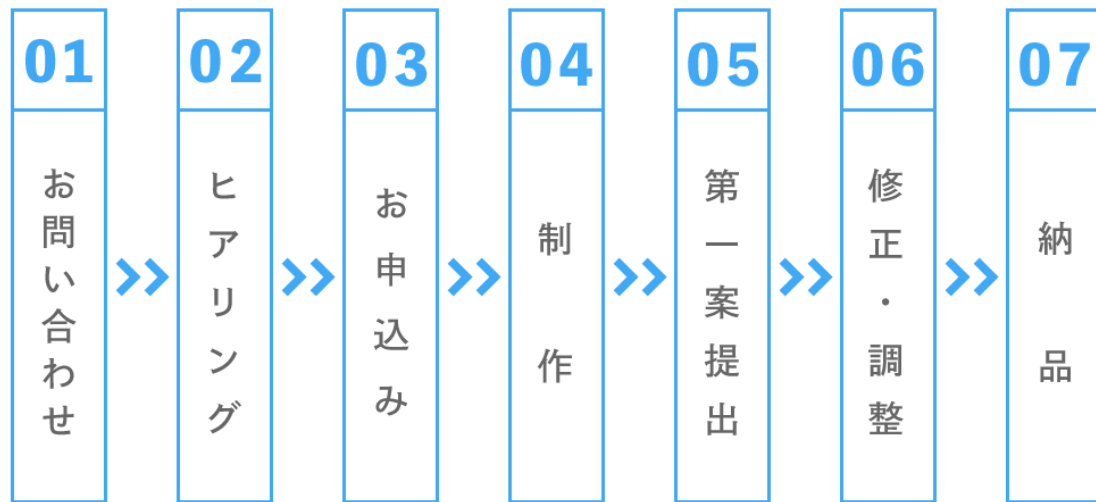 01
お問い合わせ
02
ヒアリング
03
お申込み
04
制作
05
第一案提出
06
修正・調整
07
納品